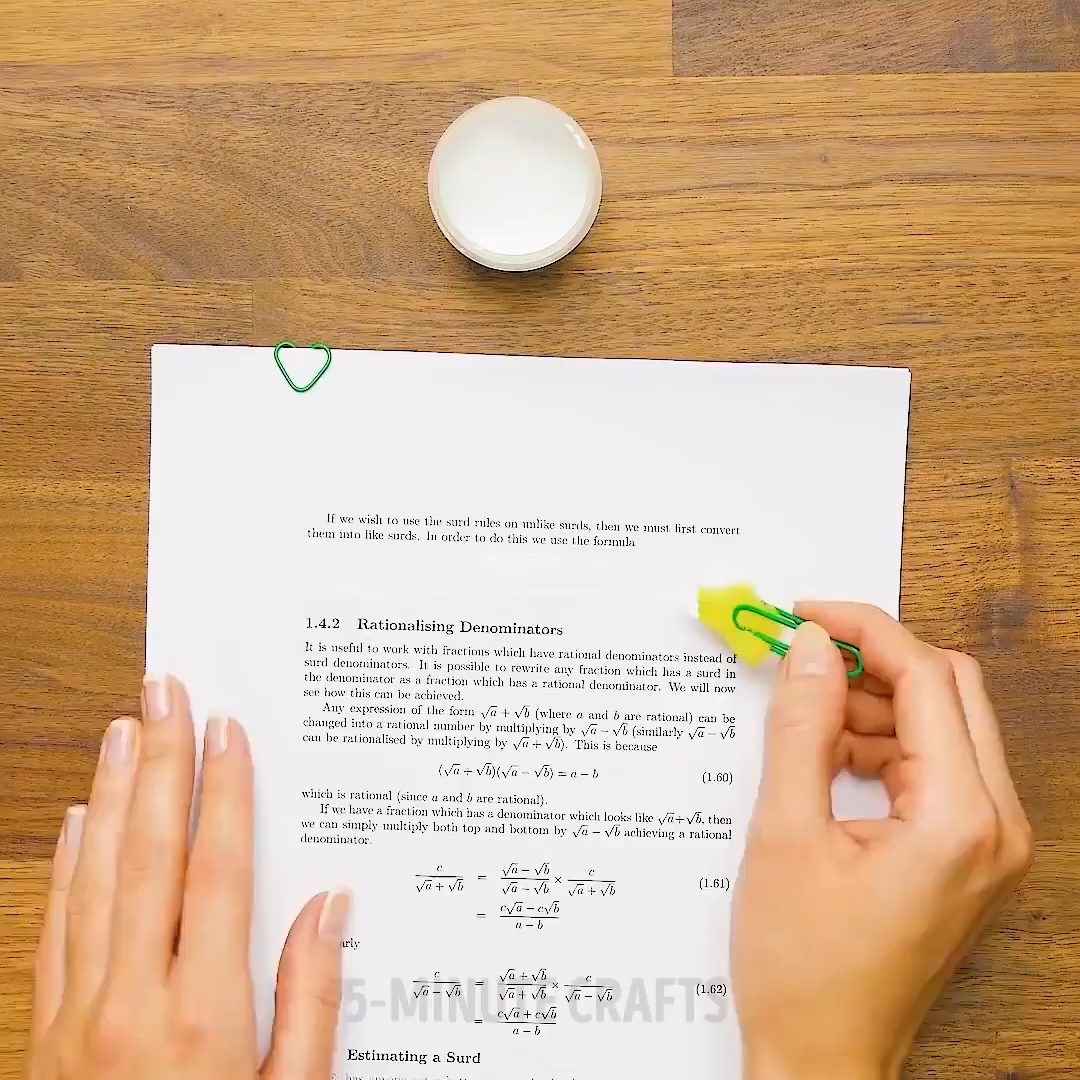 If we wish to use the surd rules on unlike surds, then we must first convert
them into like surds. In order to do this we use the formula
1.4.2 Rationalising Denominators
It is useful to work with fractions which have rational denominators instead of
surd denominators. It is possible to rewrite any fraction which has a surd in
the denominator as a fraction which has a rational denominator. We will now
see how this can be achieved.
Any expression of the form √a + √b (where a and b are rational) can be
changed into a rational number by multiplying by √a − √b (similarly √a − √b
can be rationalised by multiplying by √a + √b). This is because
(√a + √b)(√a − √b) = a − b (1.60)
which is rational (since a and b are rational).
If we have a fraction which has a denominator which looks like √a+√b, then
we can simply multiply both top and bottom by √a − √b achieving a rational
denominator.
c/(√a + √b) = (√a − √b)/(√a − √b) × c/(√a + √b) (1.61)
= (c√a − c√b)/(a − b)
arly
c/(√a − √b) = (√a + √b)/(√a + √b) × c/(√a − √b) (1.62)
= (c√a + c√b)/(a − b)
5-MINUTE CRAFTS
Estimating a Surd